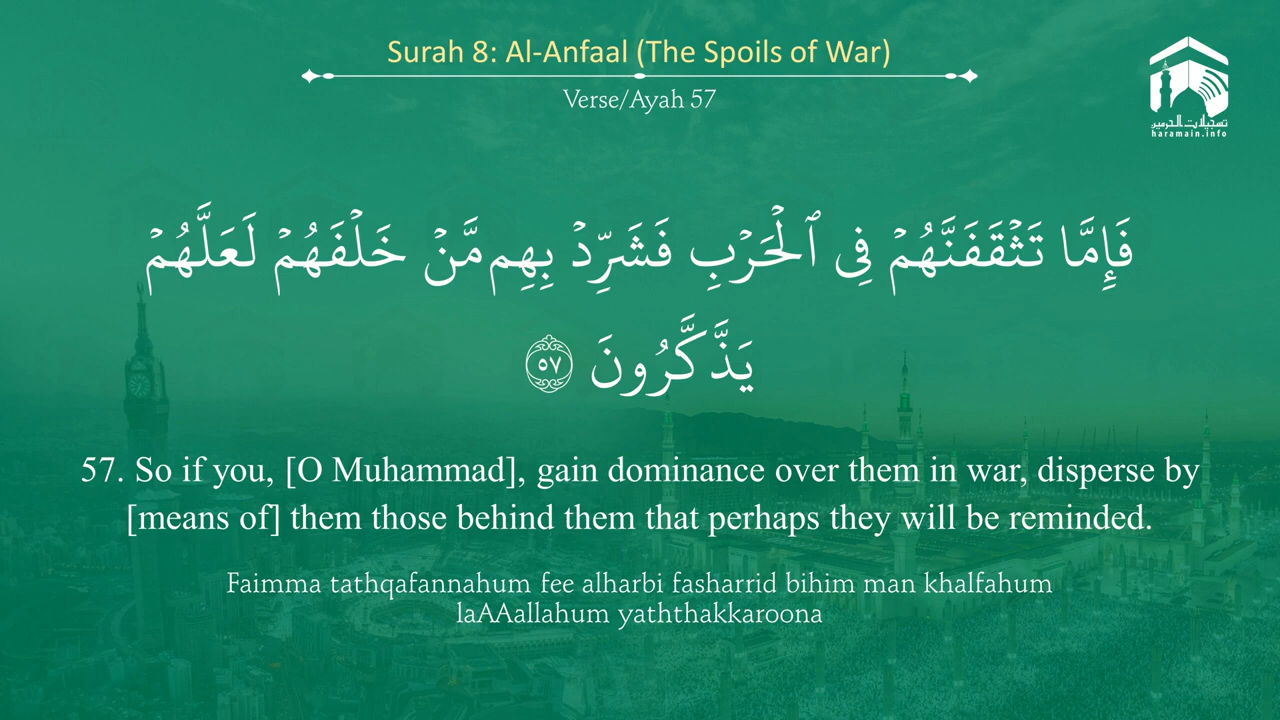 Surah 8: Al-Anfaal (The Spoils of War)
Verse/Ayah 57
تسجيلات الحرمين
haramain.info
فَإِمَّا تَثْقَفَنَّهُمْ فِى ٱلْحَرْبِ فَشَرِّدْ بِهِم مَّنْ خَلْفَهُمْ لَعَلَّهُمْ
يَذَّكَّرُونَ ٥٧
57. So if you, [O Muhammad], gain dominance over them in war, disperse by
[means of] them those behind them that perhaps they will be reminded.
Faimma tathqafannahum fee alharbi fasharrid bihim man khalfahum
laAAallahum yaththakkaroona